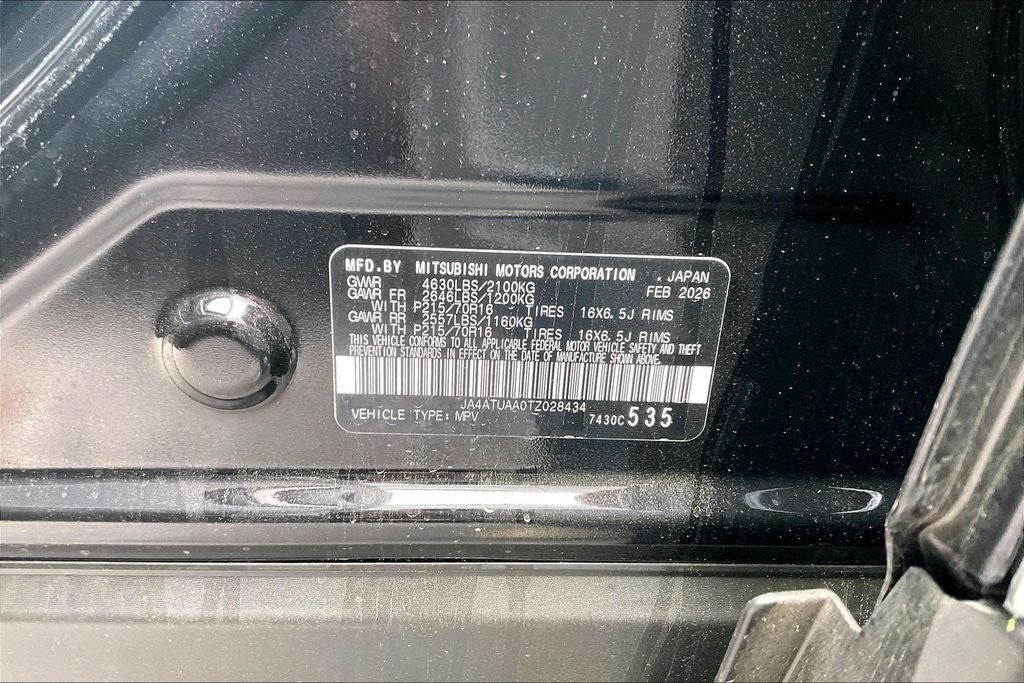 MFD.BY MITSUBISHI MOTORS CORPORATION , JAPAN
GVWR 4630LBS/2100KG FEB 2026
GAWR FR 2646LBS/1200KG
WITH P215/70R16 TIRES 16X6.5J RIMS
GAWR RR 2557LBS/1160KG
WITH P215/70R16 TIRES 16X6.5J RIMS
THIS VEHICLE CONFORMS TO ALL APPLICABLE FEDERAL MOTOR VEHICLE SAFETY AND THEFT
PREVENTION STANDARDS IN EFFECT ON THE DATE OF MANUFACTURE SHOWN ABOVE.
JA4ATUAA0TZ028434
VEHICLE TYPE: MPV 7430C 535